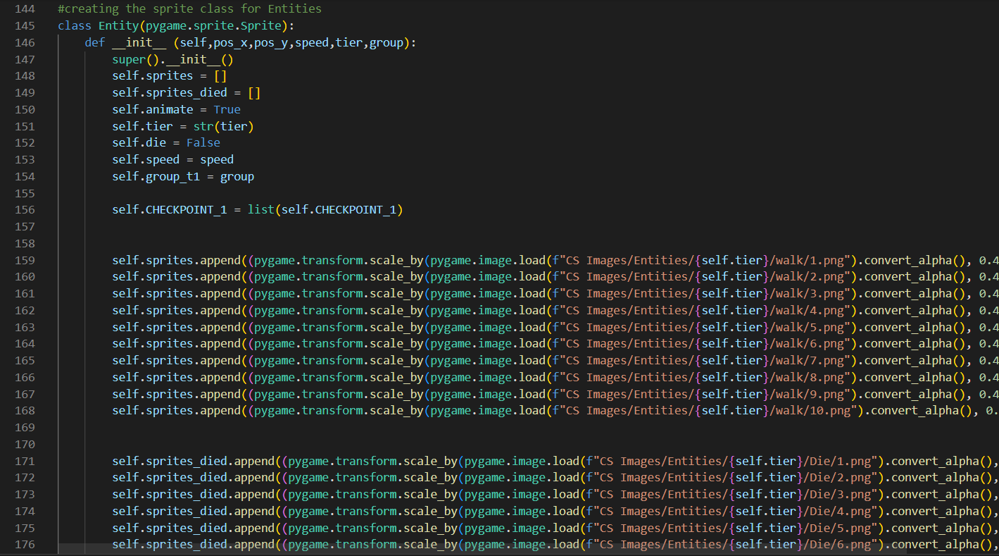 144 #creating the sprite class for Entities
145 class Entity(pygame.sprite.Sprite):
146 def __init__ (self,pos_x,pos_y,speed,tier,group):
147 super().__init__()
148 self.sprites = []
149 self.sprites_died = []
150 self.animate = True
151 self.tier = str(tier)
152 self.die = False
153 self.speed = speed
154 self.group_t1 = group
155
156 self.CHECKPOINT_1 = list(self.CHECKPOINT_1)
157
158
159 self.sprites.append((pygame.transform.scale_by(pygame.image.load(f"CS Images/Entities/{self.tier}/walk/1.png").convert_alpha(), 0.4
160 self.sprites.append((pygame.transform.scale_by(pygame.image.load(f"CS Images/Entities/{self.tier}/walk/2.png").convert_alpha(), 0.4
161 self.sprites.append((pygame.transform.scale_by(pygame.image.load(f"CS Images/Entities/{self.tier}/walk/3.png").convert_alpha(), 0.4
162 self.sprites.append((pygame.transform.scale_by(pygame.image.load(f"CS Images/Entities/{self.tier}/walk/4.png").convert_alpha(), 0.4
163 self.sprites.append((pygame.transform.scale_by(pygame.image.load(f"CS Images/Entities/{self.tier}/walk/5.png").convert_alpha(), 0.4
164 self.sprites.append((pygame.transform.scale_by(pygame.image.load(f"CS Images/Entities/{self.tier}/walk/6.png").convert_alpha(), 0.4
165 self.sprites.append((pygame.transform.scale_by(pygame.image.load(f"CS Images/Entities/{self.tier}/walk/7.png").convert_alpha(), 0.4
166 self.sprites.append((pygame.transform.scale_by(pygame.image.load(f"CS Images/Entities/{self.tier}/walk/8.png").convert_alpha(), 0.4
167 self.sprites.append((pygame.transform.scale_by(pygame.image.load(f"CS Images/Entities/{self.tier}/walk/9.png").convert_alpha(), 0.4
168 self.sprites.append((pygame.transform.scale_by(pygame.image.load(f"CS Images/Entities/{self.tier}/walk/10.png").convert_alpha(), 0.
169
170
171 self.sprites_died.append((pygame.transform.scale_by(pygame.image.load(f"CS Images/Entities/{self.tier}/Die/1.png").convert_alpha(),
172 self.sprites_died.append((pygame.transform.scale_by(pygame.image.load(f"CS Images/Entities/{self.tier}/Die/2.png").convert_alpha(),
173 self.sprites_died.append((pygame.transform.scale_by(pygame.image.load(f"CS Images/Entities/{self.tier}/Die/3.png").convert_alpha(),
174 self.sprites_died.append((pygame.transform.scale_by(pygame.image.load(f"CS Images/Entities/{self.tier}/Die/4.png").convert_alpha(),
175 self.sprites_died.append((pygame.transform.scale_by(pygame.image.load(f"CS Images/Entities/{self.tier}/Die/5.png").convert_alpha(),
176 self.sprites_died.append((pygame.transform.scale_by(pygame.image.load(f"CS Images/Entities/{self.tier}/Die/6.png").convert_alpha(),